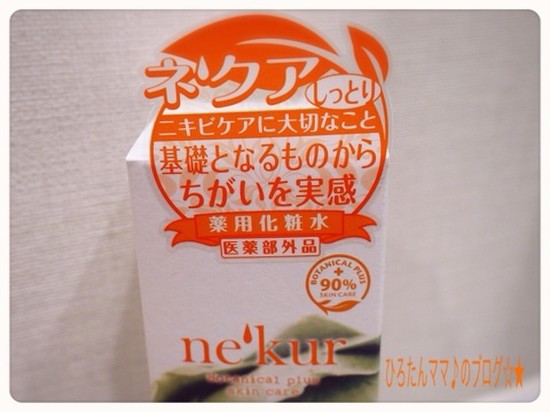 ネクア
しっとり
ニキビケアに大切なこと
基礎となるものから
ちがいを実感
薬用化粧水
医薬部外品
BOTANICAL PLUS
+
90%
SKIN CARE
ne'kur
Botanical plus
skin care
ひろたんママ♪のブログ☆★